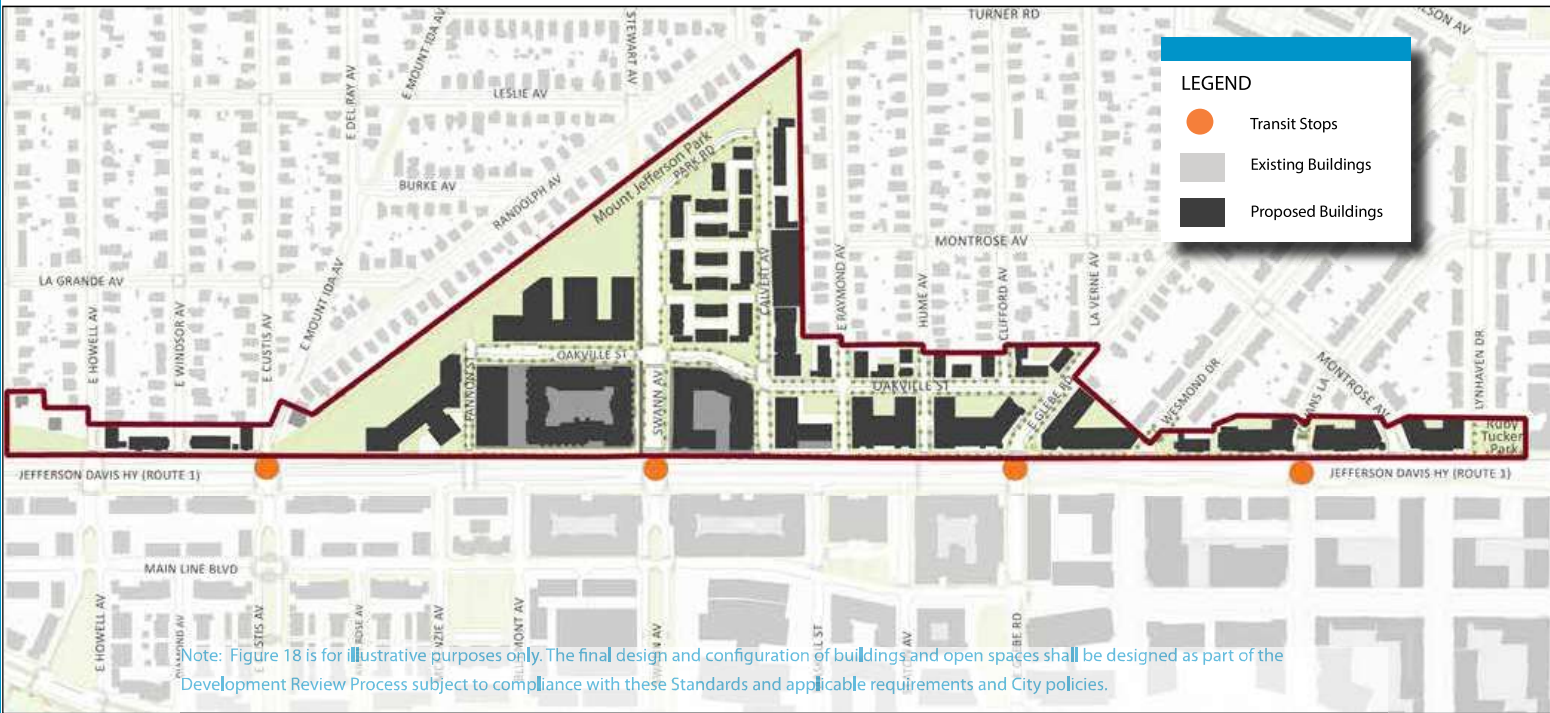 TURNER RD
E MOUNT IDA AV
STEWART AV
E DEL RAY AV
LESLIE AV
BURKE AV
RANDOLPH AV
Mount Jefferson Park
PARK RD
LEGEND
Transit Stops
Existing Buildings
Proposed Buildings
MONTROSE AV
LA GRANDE AV
E HOWELL AV
E WINDSOR AV
E CUSTIS AV
E MOUNT IDA AV
CALVERT AV
E RAYMOND AV
HUME AV
CLIFFORD AV
LA VERNE AV
OAKVILLE ST
FANNON ST
SWANN AV
OAKVILLE ST
E GLEBE RD
WESMOND DR
MONTROSE AV
LYNHAVEN DR
Ruby
Tucker
Park
JEFFERSON DAVIS HY (ROUTE 1)
JEFFERSON DAVIS HY (ROUTE 1)
MAIN LINE BLVD
E HOWELL AV
Note: Figure 18 is for illustrative purposes only. The final design and configuration of buildings and open spaces shall be designed as part of the
Development Review Process subject to compliance with these Standards and applicable requirements and City policies.